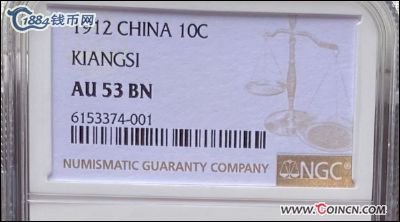 1884钱币网
1912 CHINA 10C
KIANGSI
AU 53 BN
6153374-001
NUMISMATIC GUARANTY COMPANY
NGC
www.COINCN.com